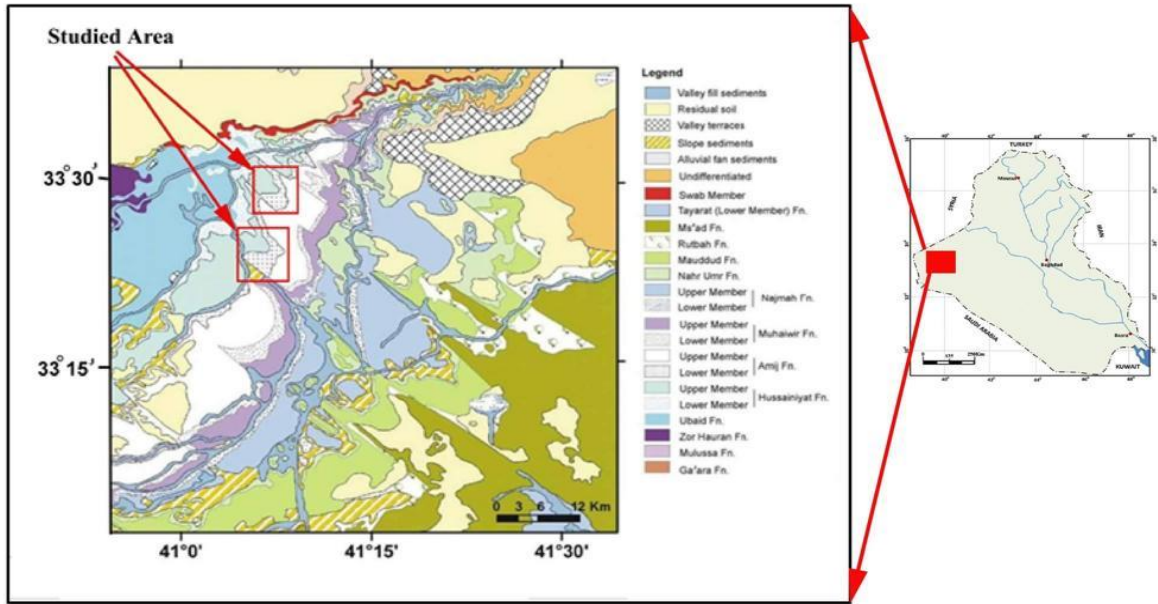 Studied Area
33°30'
33°15'
41°0'
41°15'
41°30'
0 3 6 12 Km
Legend
Valley fill sediments
Residual soil
Valley terraces
Slope sediments
Alluvial fan sediments
Undifferentiated
Swab Member
Tayarat (Lower Member) Fn.
Ms'ad Fn.
Rutbah Fn.
Mauddud Fn.
Nahr Umr Fn.
Upper Member
Lower Member
Najmah Fn.
Upper Member
Lower Member
Muhaiwir Fn.
Upper Member
Lower Member
Amij Fn.
Upper Member
Lower Member
Hussainiyat Fn.
Ubaid Fn.
Zor Hauran Fn.
Mulussa Fn.
Ga'ara Fn.
TURKEY
SYRIA
IRAN
Baghdad
SAUDI ARABIA
KUWAIT